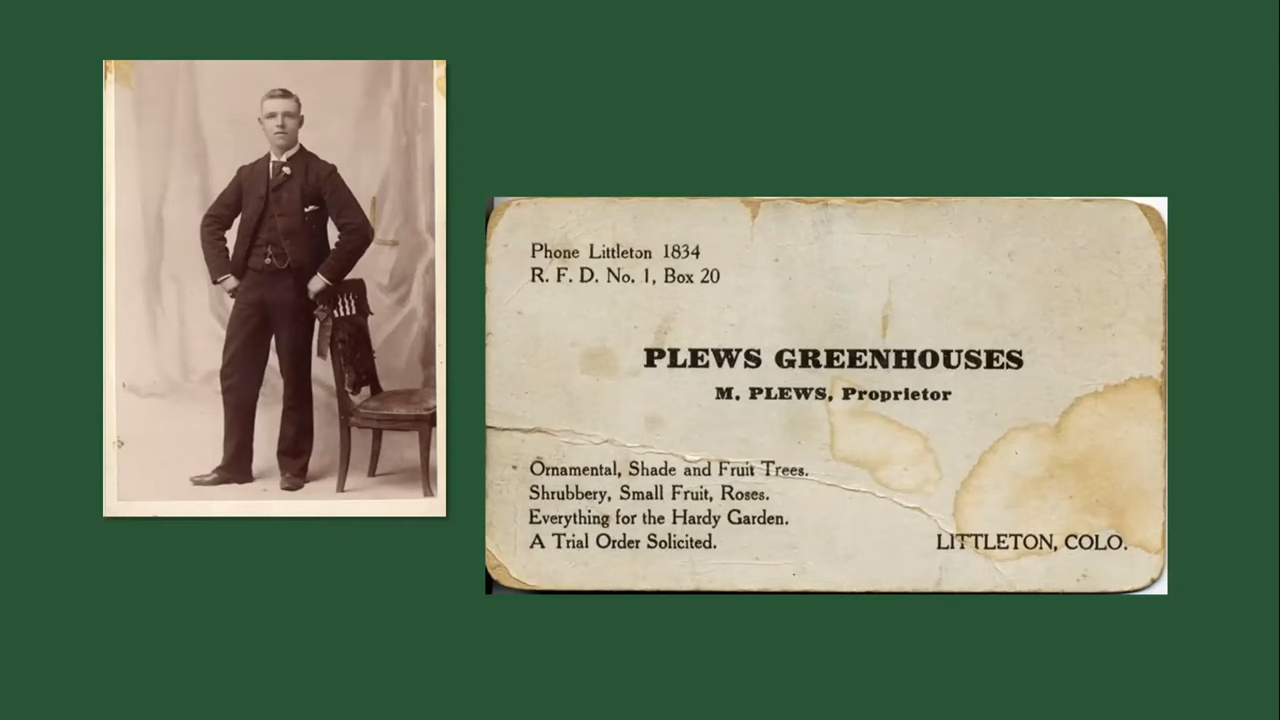 Phone Littleton 1834
R. F. D. No. 1, Box 20
PLEWS GREENHOUSES
M. PLEWS, Proprietor
Ornamental, Shade and Fruit Trees.
Shrubbery, Small Fruit, Roses.
Everything for the Hardy Garden.
A Trial Order Solicited.
LITTLETON, COLO.